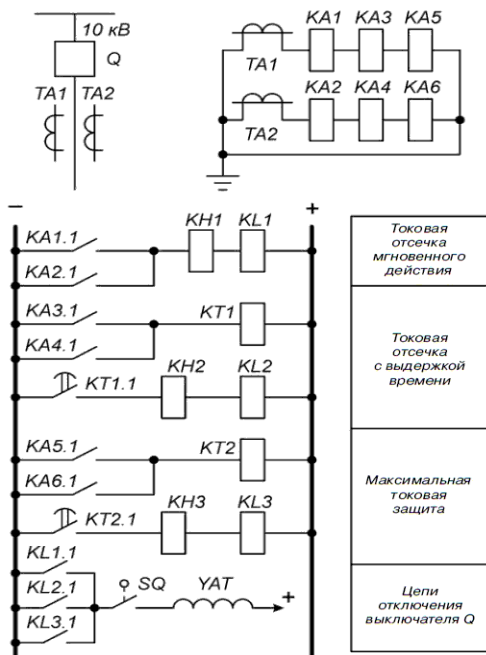 10 кВ
Q
TA1 TA2
KA1 KA3 KA5
TA1
KA2 KA4 KA6
TA2
– +
KA1.1
KH1 KL1
KA2.1
Токовая
отсечка
мгновенного
действия
KA3.1
KT1
KA4.1
KT1.1
KH2 KL2
Токовая
отсечка
с выдержкой
времени
KA5.1
KT2
KA6.1
KT2.1
KH3 KL3
Максимальная
токовая
защита
KL1.1
KL2.1
SQ YAT
+
KL3.1
Цепи
отключения
выключателя Q